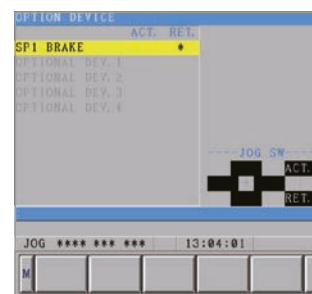 OPTION DEVICE
ACT. RET.
SP1 BRAKE *
OPTIONAL DEV. 1
OPTIONAL DEV. 2
OPTIONAL DEV. 3
OPTIONAL DEV. 4
JOG SW
ACT.
RET.
JOG **** *** *** 13:04:01
M